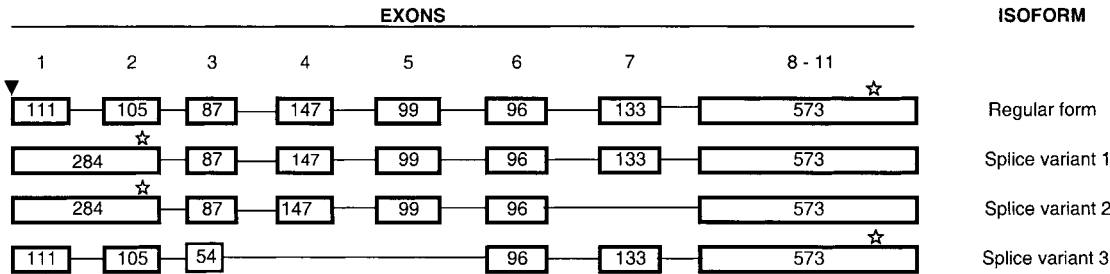 EXONS ISOFORM
1 2 3 4 5 6 7 8 - 11
111 105 87 147 99 96 133 573 Regular form
284 87 147 99 96 133 573 Splice variant 1
284 87 147 99 96 573 Splice variant 2
111 105 54 96 133 573 Splice variant 3